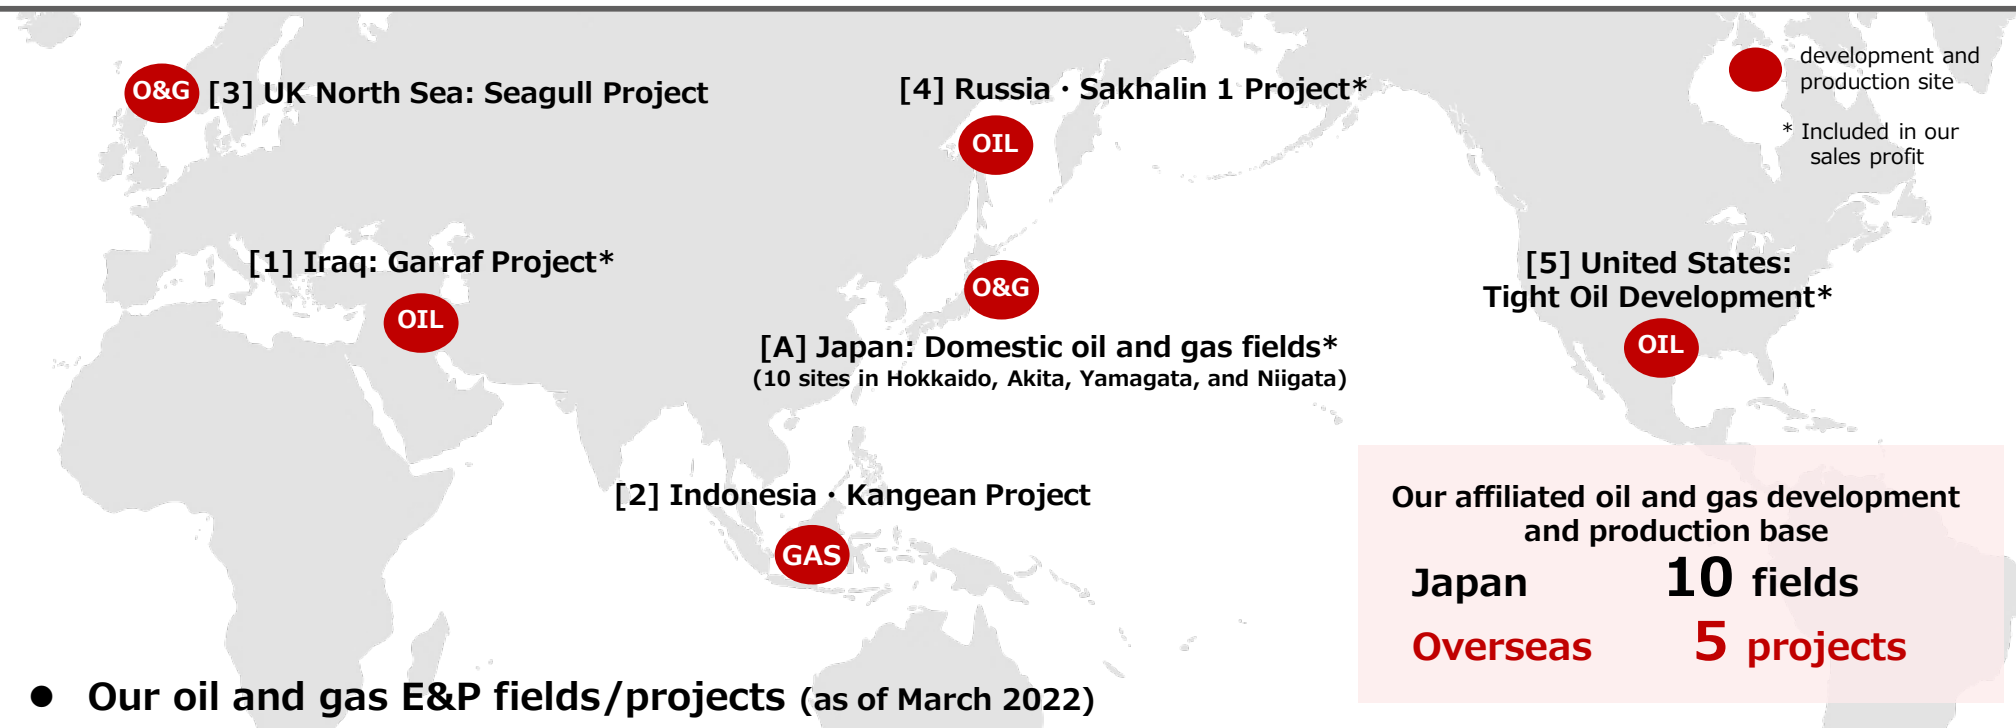 O&G [3] UK North Sea: Seagull Project
[4] Russia・Sakhalin 1 Project*
OIL
development and
production site
* Included in our
sales profit
[1] Iraq: Garraf Project*
OIL
O&G
[A] Japan: Domestic oil and gas fields*
(10 sites in Hokkaido, Akita, Yamagata, and Niigata)
[5] United States:
Tight Oil Development*
OIL
[2] Indonesia・Kangean Project
GAS
Our affiliated oil and gas development
and production base
Japan 10 fields
Overseas 5 projects
● Our oil and gas E&P fields/projects (as of March 2022)